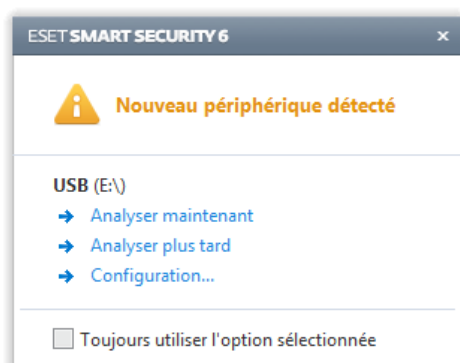 ESET SMART SECURITY 6
Nouveau périphérique détecté
USB (E:\)
Analyser maintenant
Analyser plus tard
Configuration...
Toujours utiliser l'option sélectionnée